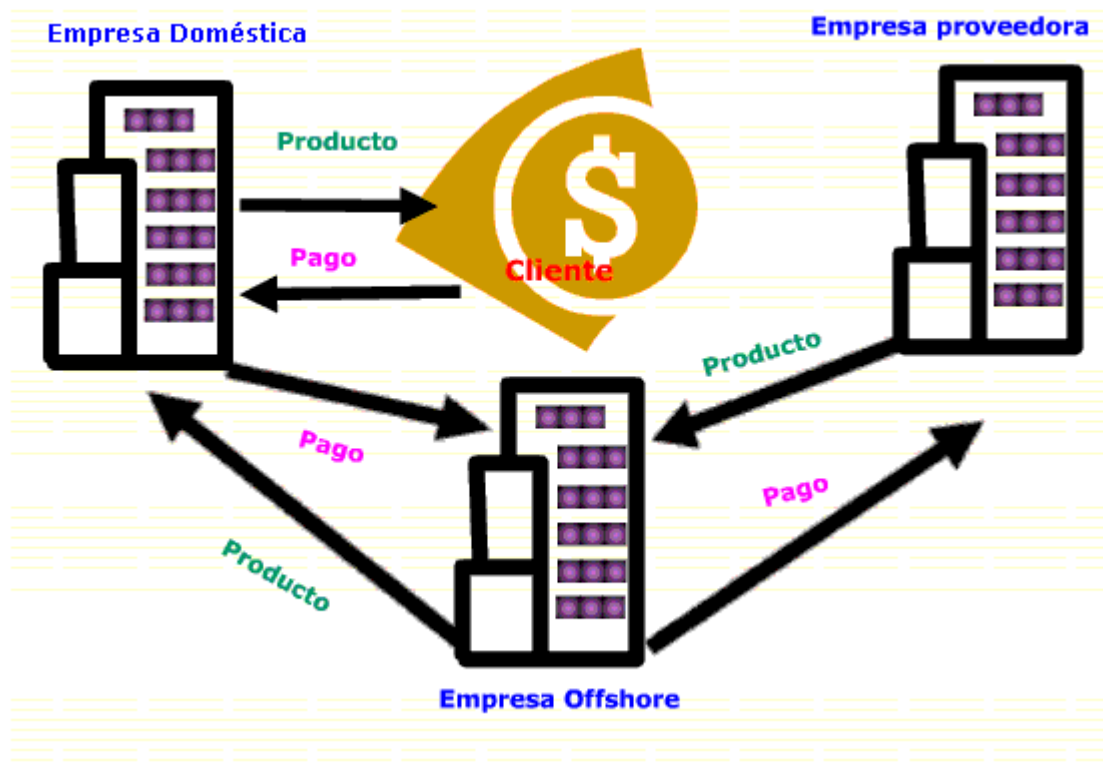 Empresa Doméstica
Empresa proveedora
Producto
$
Pago
Cliente
Producto
Pago
Pago
Producto
Empresa Offshore